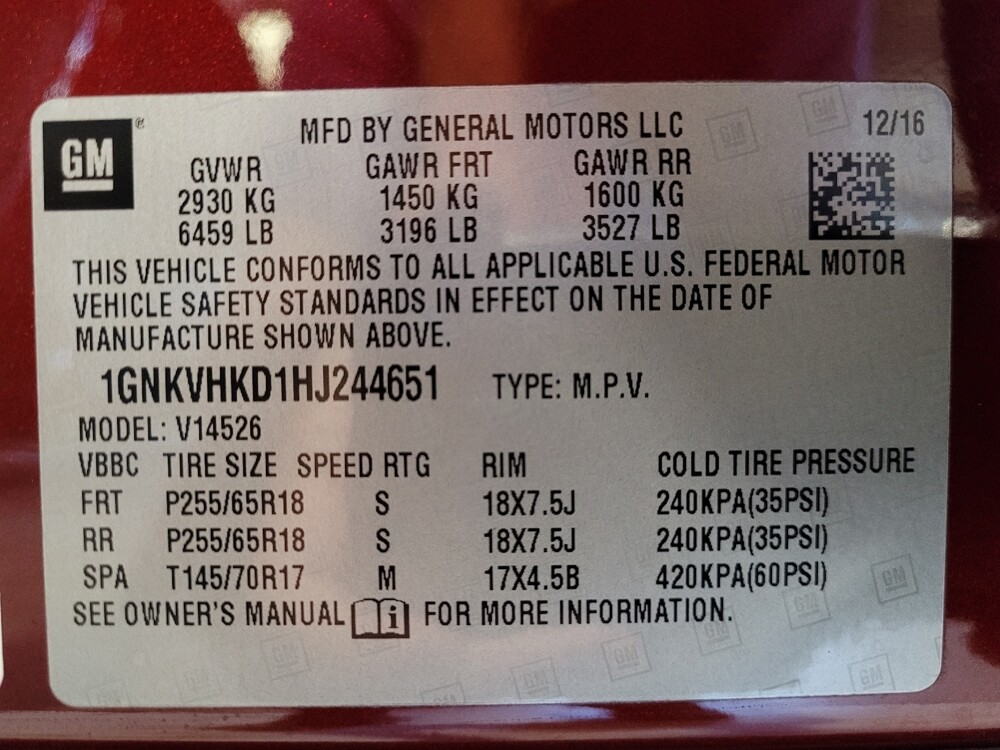 GM®
MFD BY GENERAL MOTORS LLC 12/16
GVWR GAWR FRT GAWR RR
2930 KG 1450 KG 1600 KG
6459 LB 3196 LB 3527 LB
THIS VEHICLE CONFORMS TO ALL APPLICABLE U.S. FEDERAL MOTOR
VEHICLE SAFETY STANDARDS IN EFFECT ON THE DATE OF
MANUFACTURE SHOWN ABOVE.
1GNKVHKD1HJ244651 TYPE: M.P.V.
MODEL: V14526
VBBC TIRE SIZE SPEED RTG RIM COLD TIRE PRESSURE
FRT P255/65R18 S 18X7.5J 240KPA(35PSI)
RR P255/65R18 S 18X7.5J 240KPA(35PSI)
SPA T145/70R17 M 17X4.5B 420KPA(60PSI)
SEE OWNER'S MANUAL i FOR MORE INFORMATION.